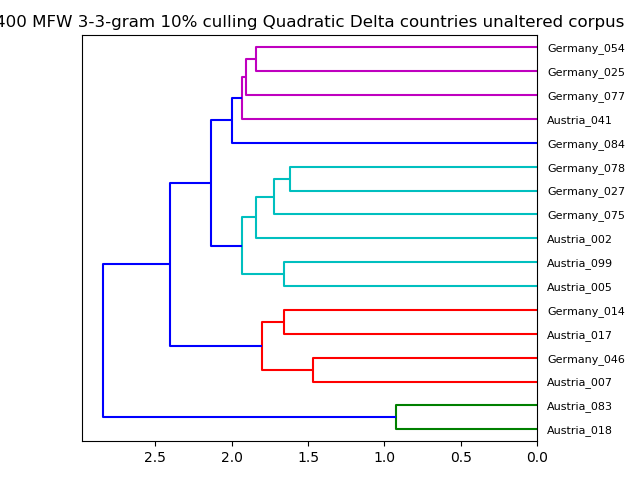 400 MFW 3-3-gram 10% culling Quadratic Delta countries unaltered corpus
Germany_054
Germany_025
Germany_077
Austria_041
Germany_084
Germany_078
Germany_027
Germany_075
Austria_002
Austria_099
Austria_005
Germany_014
Austria_017
Germany_046
Austria_007
Austria_083
Austria_018
2.5 2.0 1.5 1.0 0.5 0.0